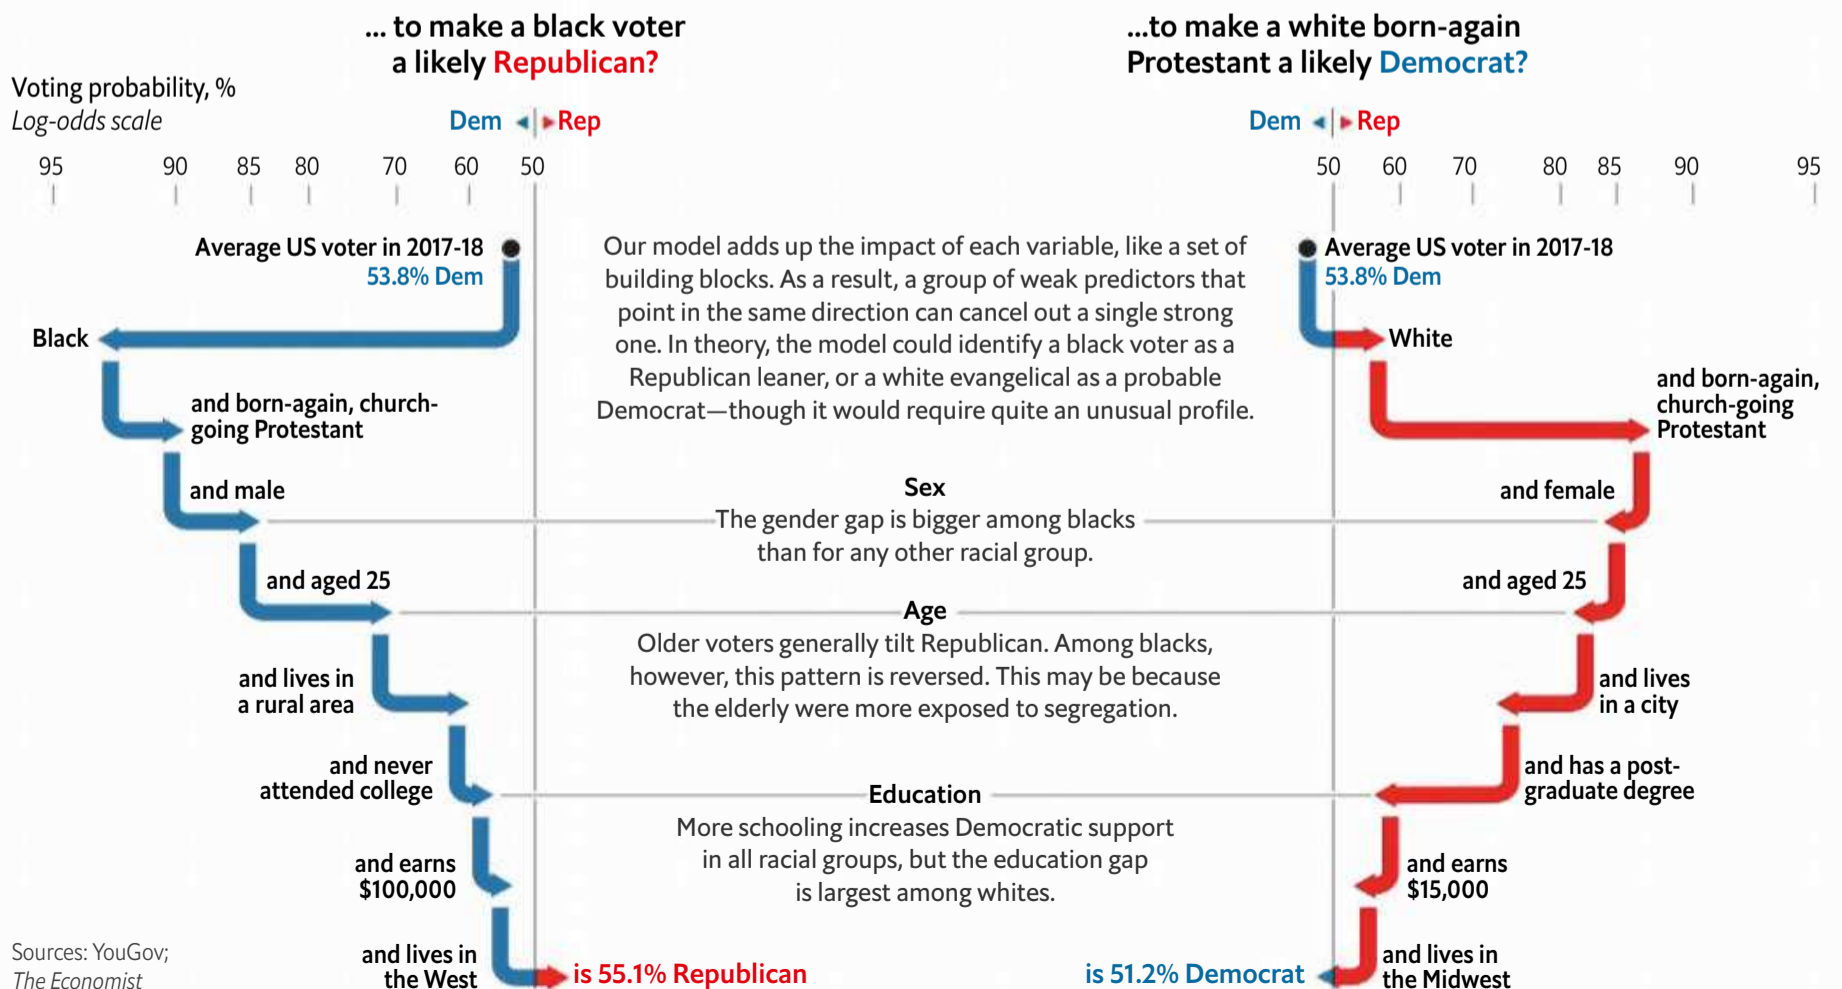 ... to make a black voter
a likely Republican?
...to make a white born-again
Protestant a likely Democrat?
Voting probability, %
Log-odds scale
Dem Rep
Dem Rep
95 90 85 80 70 60 50
50 60 70 80 85 90 95
Average US voter in 2017-18
53.8% Dem
Black
and born-again, church-
going Protestant
and male
and aged 25
and lives in
a rural area
and never
attended college
and earns
$100,000
and lives in
the West
is 55.1% Republican
Our model adds up the impact of each variable, like a set of
building blocks. As a result, a group of weak predictors that
point in the same direction can cancel out a single strong
one. In theory, the model could identify a black voter as a
Republican leaner, or a white evangelical as a probable
Democrat—though it would require quite an unusual profile.
Sex
The gender gap is bigger among blacks
than for any other racial group.
Age
Older voters generally tilt Republican. Among blacks,
however, this pattern is reversed. This may be because
the elderly were more exposed to segregation.
Education
More schooling increases Democratic support
in all racial groups, but the education gap
is largest among whites.
Average US voter in 2017-18
53.8% Dem
White
and born-again,
church-going
Protestant
and female
and aged 25
and lives
in a city
and has a post-
graduate degree
and earns
$15,000
and lives in
the Midwest
is 51.2% Democrat
Sources: YouGov;
The Economist